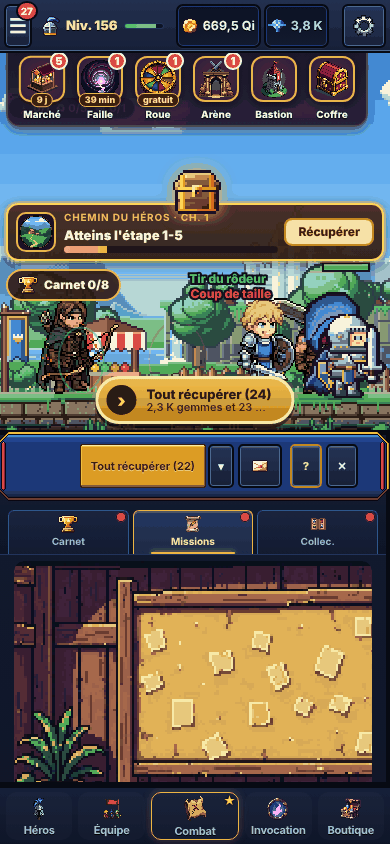 27
Niv. 156
669,5 Qi
3,8 K
5
1
1
1
9 j
39 min
gratuit
Marché
Faille
Roue
Arène
Bastion
Coffre
CHEMIN DU HÉROS · CH. 1
Atteins l'étape 1-5
Récupérer
Carnet 0/8
Tir du rôdeur
Coup de taille
Tout récupérer (24)
2,3 K gemmes et 23 ...
Tout récupérer (22)
?
Carnet
Missions
Collec.
Héros
Équipe
Combat
Invocation
Boutique